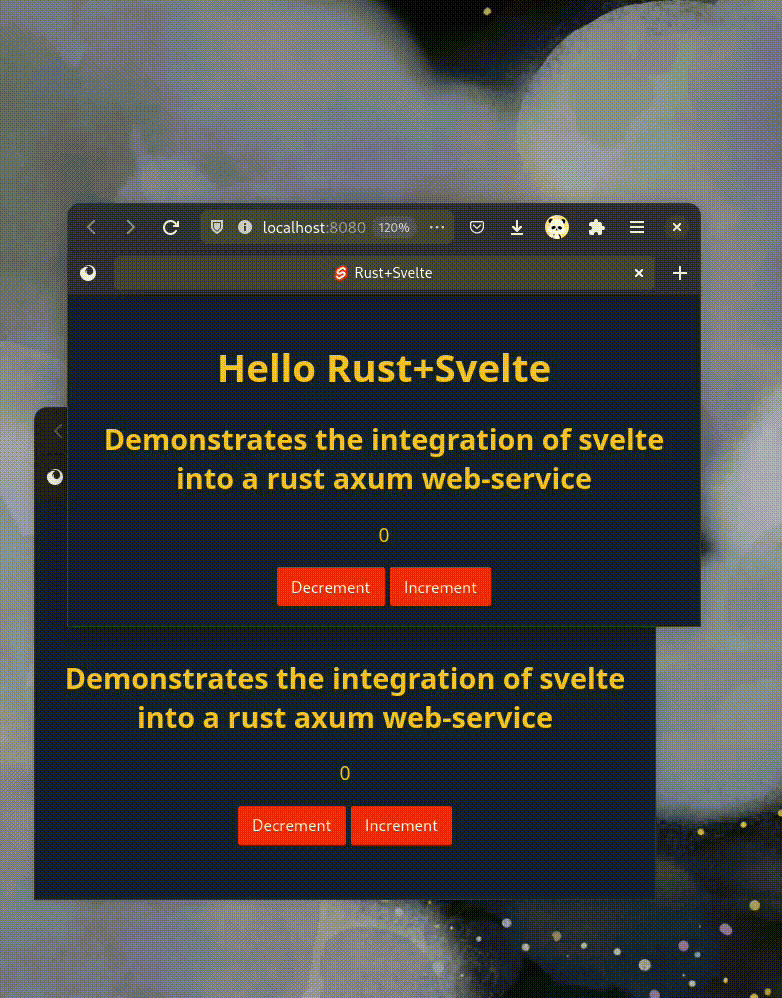 localhost:8080 120%
Rust+Svelte
Hello Rust+Svelte
Demonstrates the integration of svelte
into a rust axum web-service
0
Decrement Increment
Demonstrates the integration of svelte
into a rust axum web-service
0
Decrement Increment